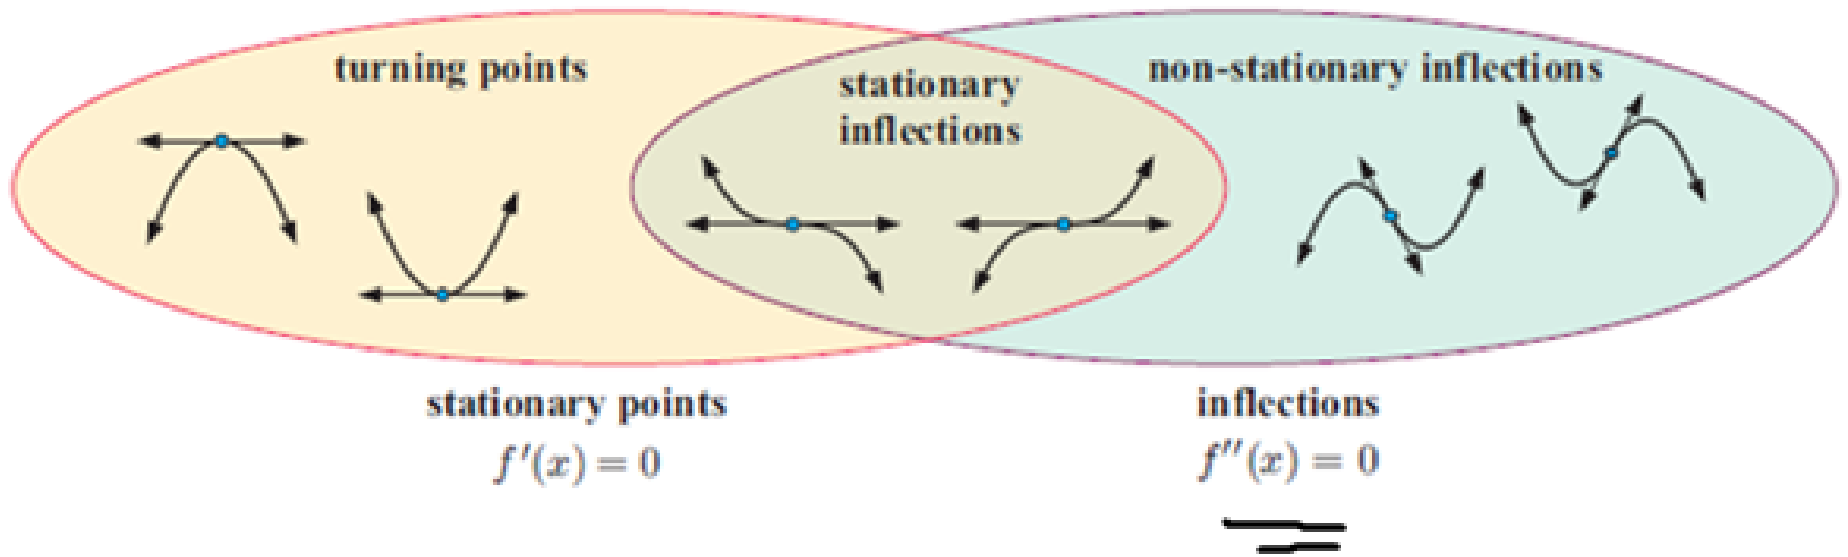 turning points
stationary
inflections
non-stationary inflections
stationary points
f′(x) = 0
inflections
f″(x) = 0